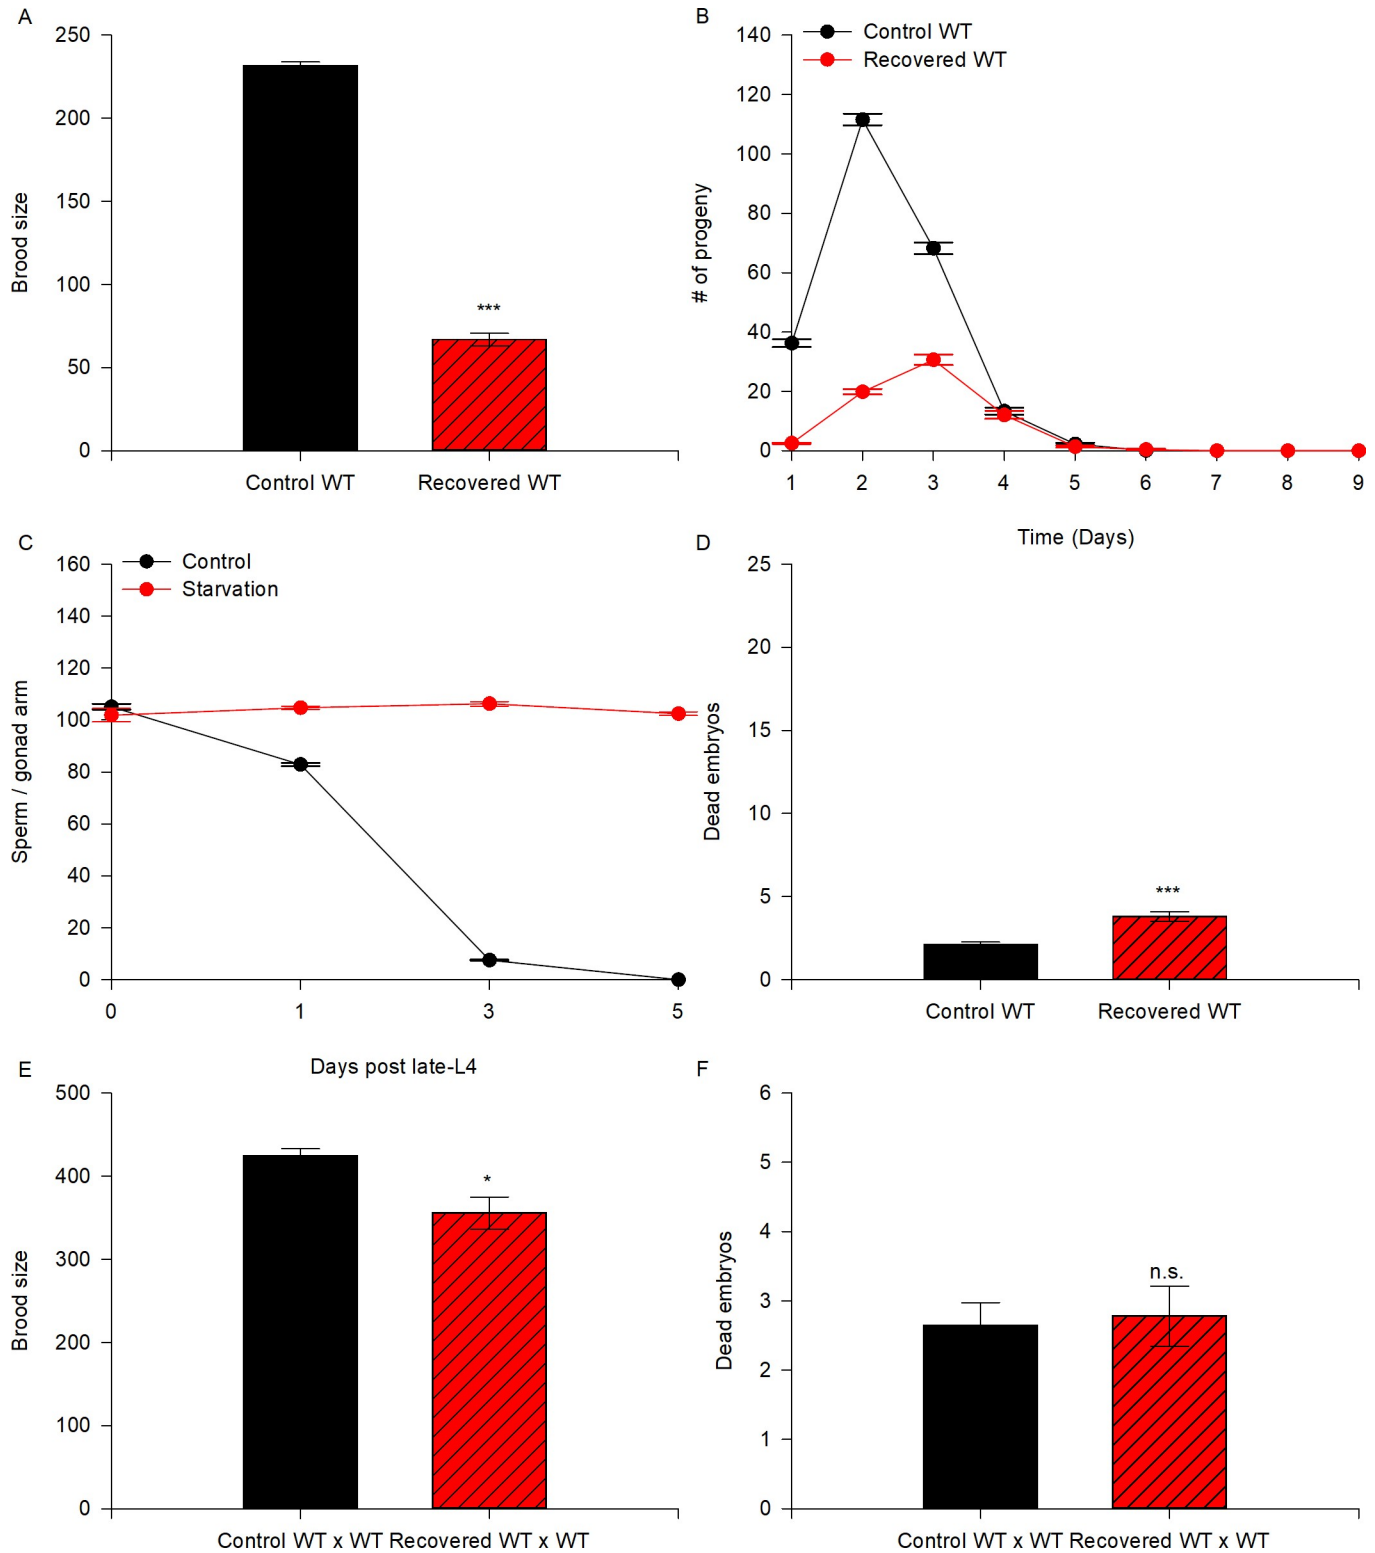 A
250
200
150
100
50
0
Brood size
***
Control WT
Recovered WT
B
Control WT
Recovered WT
140
120
100
80
60
40
20
0
# of progeny
1 2 3 4 5 6 7 8 9
Time (Days)
C
Control
Starvation
160
140
120
100
80
60
40
20
0
Sperm / gonad arm
0 1 3 5
Days post late-L4
D
25
20
15
10
5
0
Dead embryos
***
Control WT
Recovered WT
E
500
400
300
200
100
0
Brood size
*
Control WT x WT Recovered WT x WT
F
6
5
4
3
2
1
0
Dead embryos
n.s.
Control WT x WT Recovered WT x WT